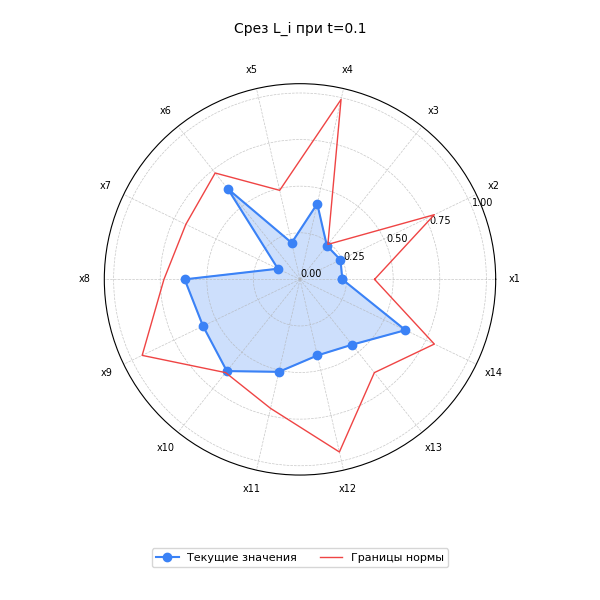 Срез L_i при t=0.1
x5
x4
x6
x3
x7
x2
1.00
0.75
0.50
0.25
x8
0.00
x1
x9
x14
x10
x13
x11
x12
Текущие значения
Границы нормы